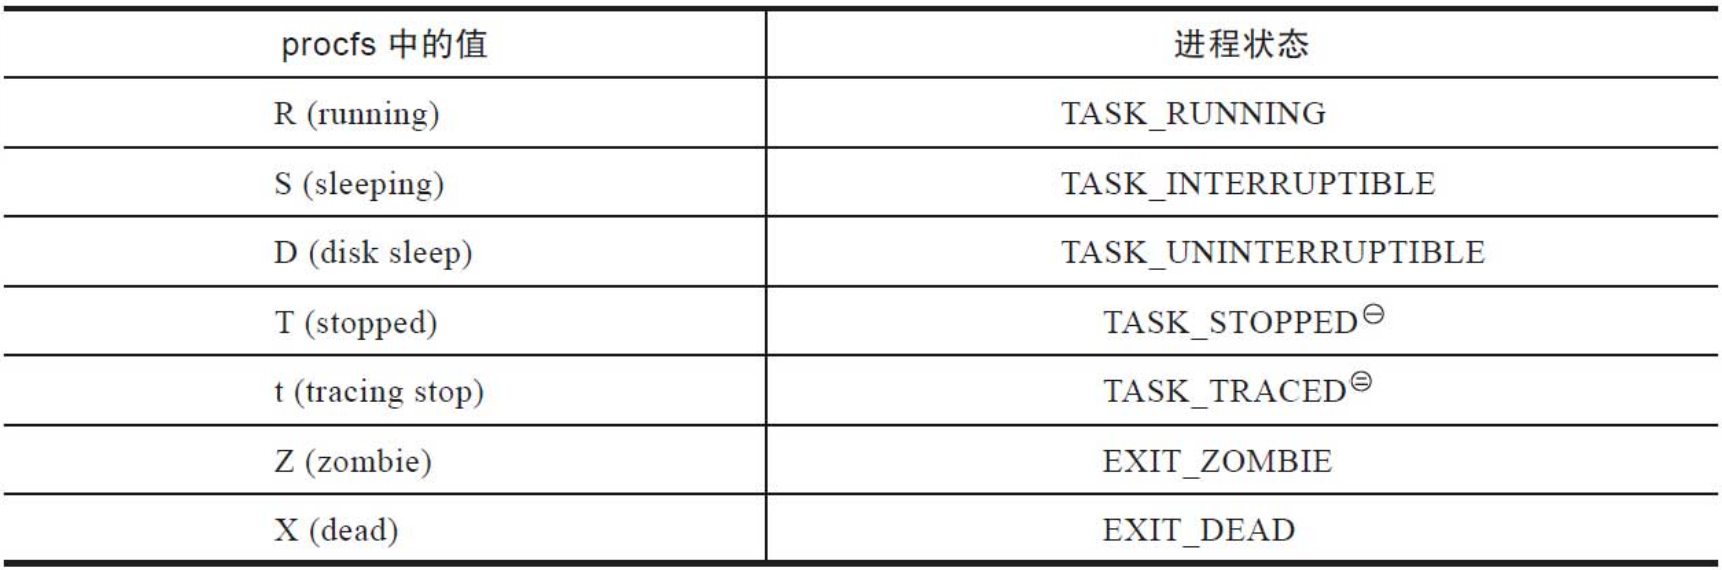 procfs 中的值 进程状态
R (running) TASK_RUNNING
S (sleeping) TASK_INTERRUPTIBLE
D (disk sleep) TASK_UNINTERRUPTIBLE
T (stopped) TASK_STOPPED㊀
t (tracing stop) TASK_TRACED㊁
Z (zombie) EXIT_ZOMBIE
X (dead) EXIT_DEAD